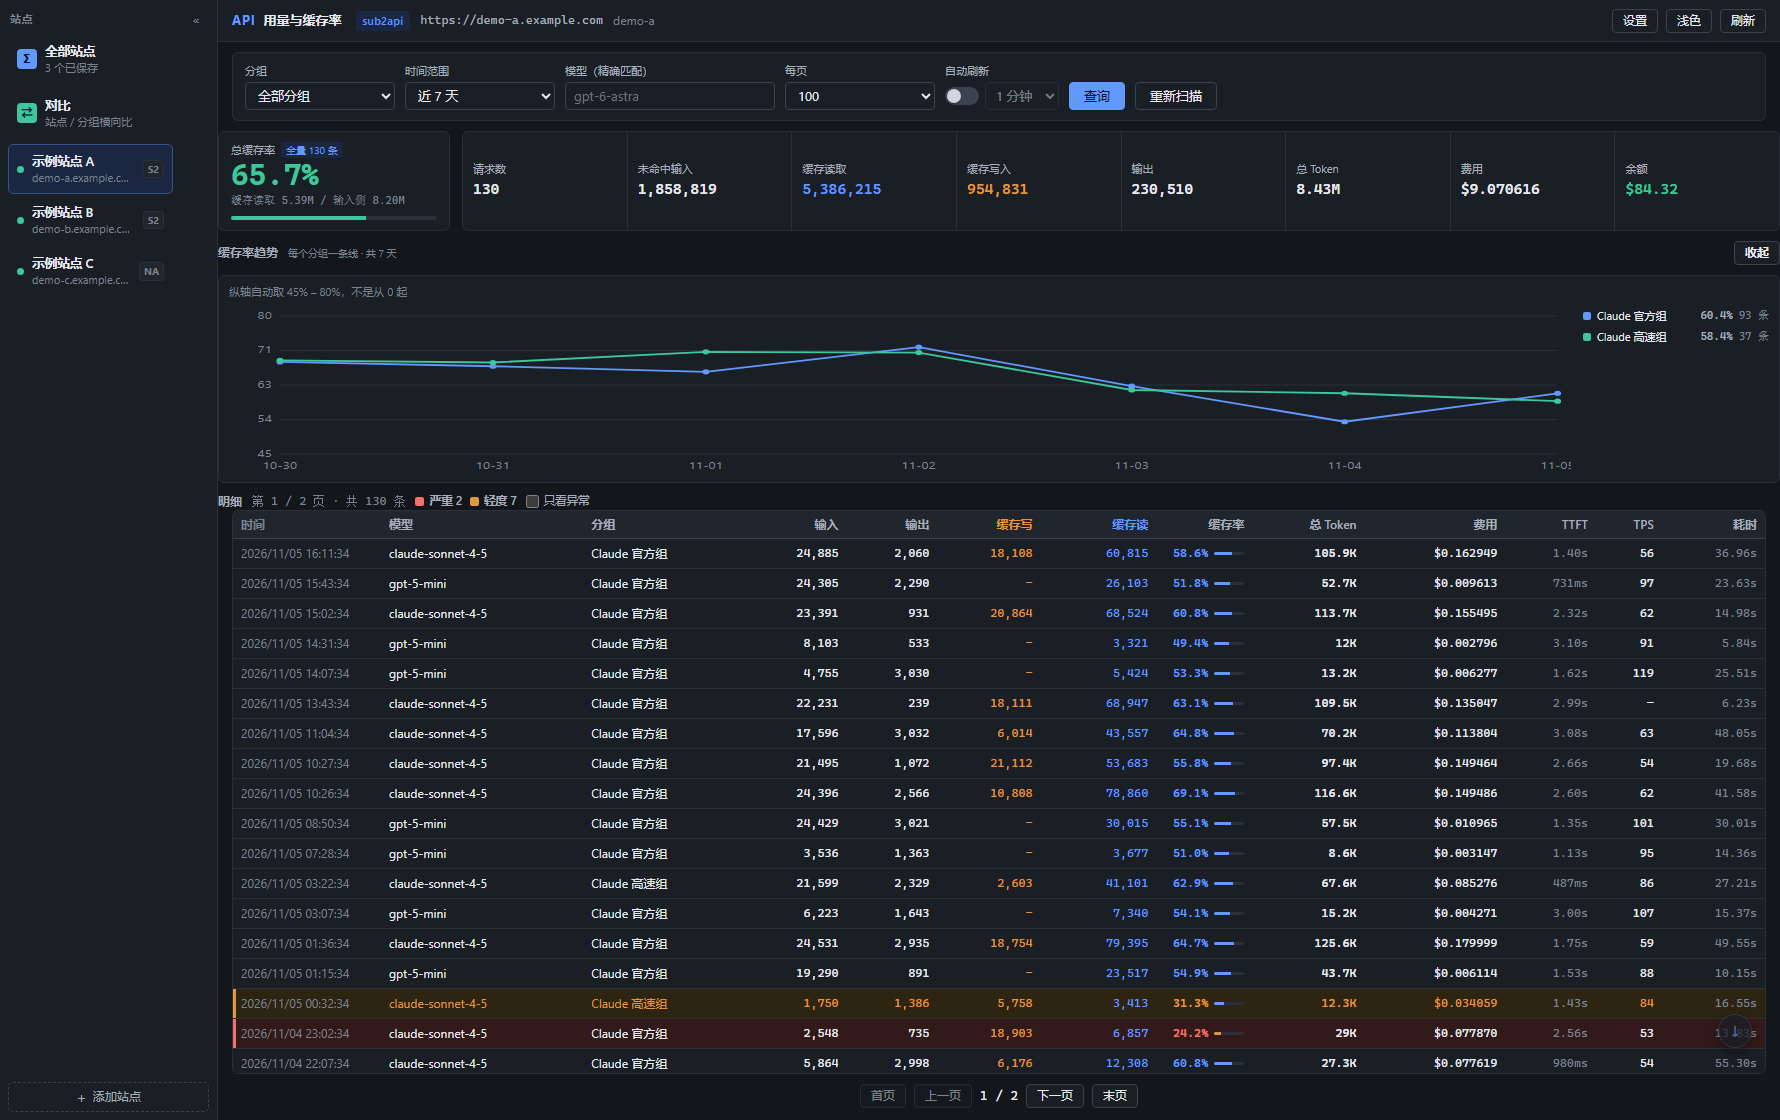 站点 «
Σ 全部站点
3 个已保存
对比
站点 / 分组横向比
示例站点 A
demo-a.example.c... S2
示例站点 B
demo-b.example.c... S2
示例站点 C
demo-c.example.c... NA
+ 添加站点
API 用量与缓存率 sub2api https://demo-a.example.com demo-a 设置 浅色 刷新
分组 时间范围 模型（精确匹配） 每页 自动刷新
全部分组 近 7 天 gpt-6-astra 100 1 分钟 查询 重新扫描
总缓存率 全量 130 条
65.7%
缓存读取 5.39M / 输入侧 8.20M
请求数 未命中输入 缓存读取 缓存写入 输出 总 Token 费用 余额
130 1,858,819 5,386,215 954,831 230,510 8.43M $9.070616 $84.32
缓存率趋势 每个分组一条线 · 共 7 天 收起
纵轴自动取 45% – 80%，不是从 0 起
80
71
63
54
45
10-30 10-31 11-01 11-02 11-03 11-04 11-05
Claude 官方组 60.4% 93 条
Claude 高速组 58.4% 37 条
明细 第 1 / 2 页 · 共 130 条 严重 2 轻度 7 只看异常
时间 模型 分组 输入 输出 缓存写 缓存读 缓存率 总 Token 费用 TTFT TPS 耗时
2026/11/05 16:11:34 claude-sonnet-4-5 Claude 官方组 24,885 2,060 18,108 60,815 58.6% 105.9K $0.162949 1.40s 56 36.96s
2026/11/05 15:43:34 gpt-5-mini Claude 官方组 24,305 2,290 – 26,103 51.8% 52.7K $0.009613 731ms 97 23.63s
2026/11/05 15:02:34 claude-sonnet-4-5 Claude 官方组 23,391 931 20,864 68,524 60.8% 113.7K $0.155495 2.32s 62 14.98s
2026/11/05 14:31:34 gpt-5-mini Claude 官方组 8,103 533 – 3,321 49.4% 12K $0.002796 3.10s 91 5.84s
2026/11/05 14:07:34 gpt-5-mini Claude 官方组 4,755 3,030 – 5,424 53.3% 13.2K $0.006277 1.62s 119 25.51s
2026/11/05 13:43:34 claude-sonnet-4-5 Claude 官方组 22,231 239 18,111 68,947 63.1% 109.5K $0.135047 2.99s – 6.23s
2026/11/05 11:04:34 claude-sonnet-4-5 Claude 官方组 17,596 3,032 6,014 43,557 64.8% 70.2K $0.113804 3.08s 63 48.05s
2026/11/05 10:27:34 claude-sonnet-4-5 Claude 官方组 21,495 1,072 21,112 53,683 55.8% 97.4K $0.149464 2.66s 54 19.68s
2026/11/05 10:26:34 claude-sonnet-4-5 Claude 官方组 24,396 2,566 10,808 78,860 69.1% 116.6K $0.149486 2.60s 62 41.58s
2026/11/05 08:50:34 gpt-5-mini Claude 官方组 24,429 3,021 – 30,015 55.1% 57.5K $0.010965 1.35s 101 30.01s
2026/11/05 07:28:34 gpt-5-mini Claude 官方组 3,536 1,363 – 3,677 51.0% 8.6K $0.003147 1.13s 95 14.36s
2026/11/05 03:22:34 claude-sonnet-4-5 Claude 高速组 21,599 2,329 2,603 41,101 62.9% 67.6K $0.085276 487ms 86 27.21s
2026/11/05 03:07:34 gpt-5-mini Claude 官方组 6,223 1,643 – 7,340 54.1% 15.2K $0.004271 3.00s 107 15.37s
2026/11/05 01:36:34 claude-sonnet-4-5 Claude 官方组 24,531 2,935 18,754 79,395 64.7% 125.6K $0.179999 1.75s 59 49.55s
2026/11/05 01:15:34 gpt-5-mini Claude 官方组 19,290 891 – 23,517 54.9% 43.7K $0.006114 1.53s 88 10.15s
2026/11/05 00:32:34 claude-sonnet-4-5 Claude 高速组 1,750 1,386 5,758 3,413 31.3% 12.3K $0.034059 1.43s 84 16.55s
2026/11/04 23:02:34 claude-sonnet-4-5 Claude 官方组 2,548 735 18,903 6,857 24.2% 29K $0.077870 2.56s 53
2026/11/04 22:07:34 claude-sonnet-4-5 Claude 官方组 5,864 2,998 6,176 12,308 60.8% 27.3K $0.077619 980ms 54 55.30s
首页 上一页 1 / 2 下一页 末页